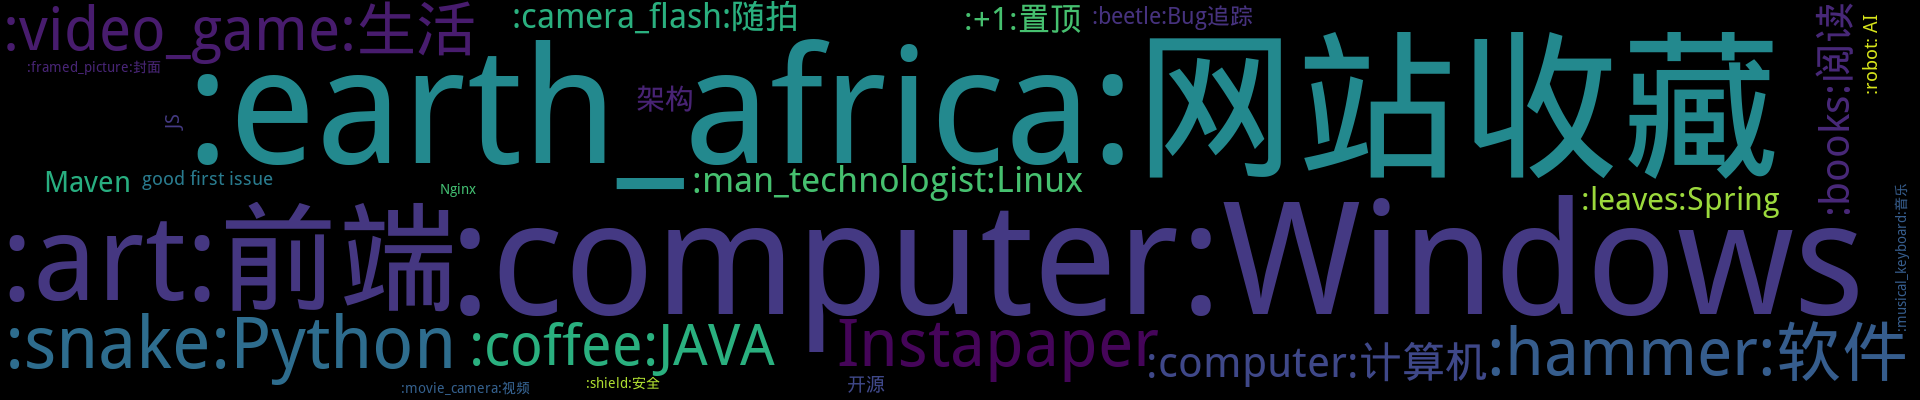 :video_game:生活
:camera_flash:随拍
:+1:置顶
:beetle:Bug追踪
:books:阅读
:robot: AI
:framed_picture:封面
:earth_africa:网站收藏
架构
JS
Maven
good first issue
Nginx
:man_technologist:Linux
:leaves:Spring
:musical_keyboard:音乐
:art:前端
:computer:Windows
:snake:Python
:coffee:JAVA
Instapaper
:computer:计算机
:hammer:软件
:movie_camera:视频
:shield:安全
开源